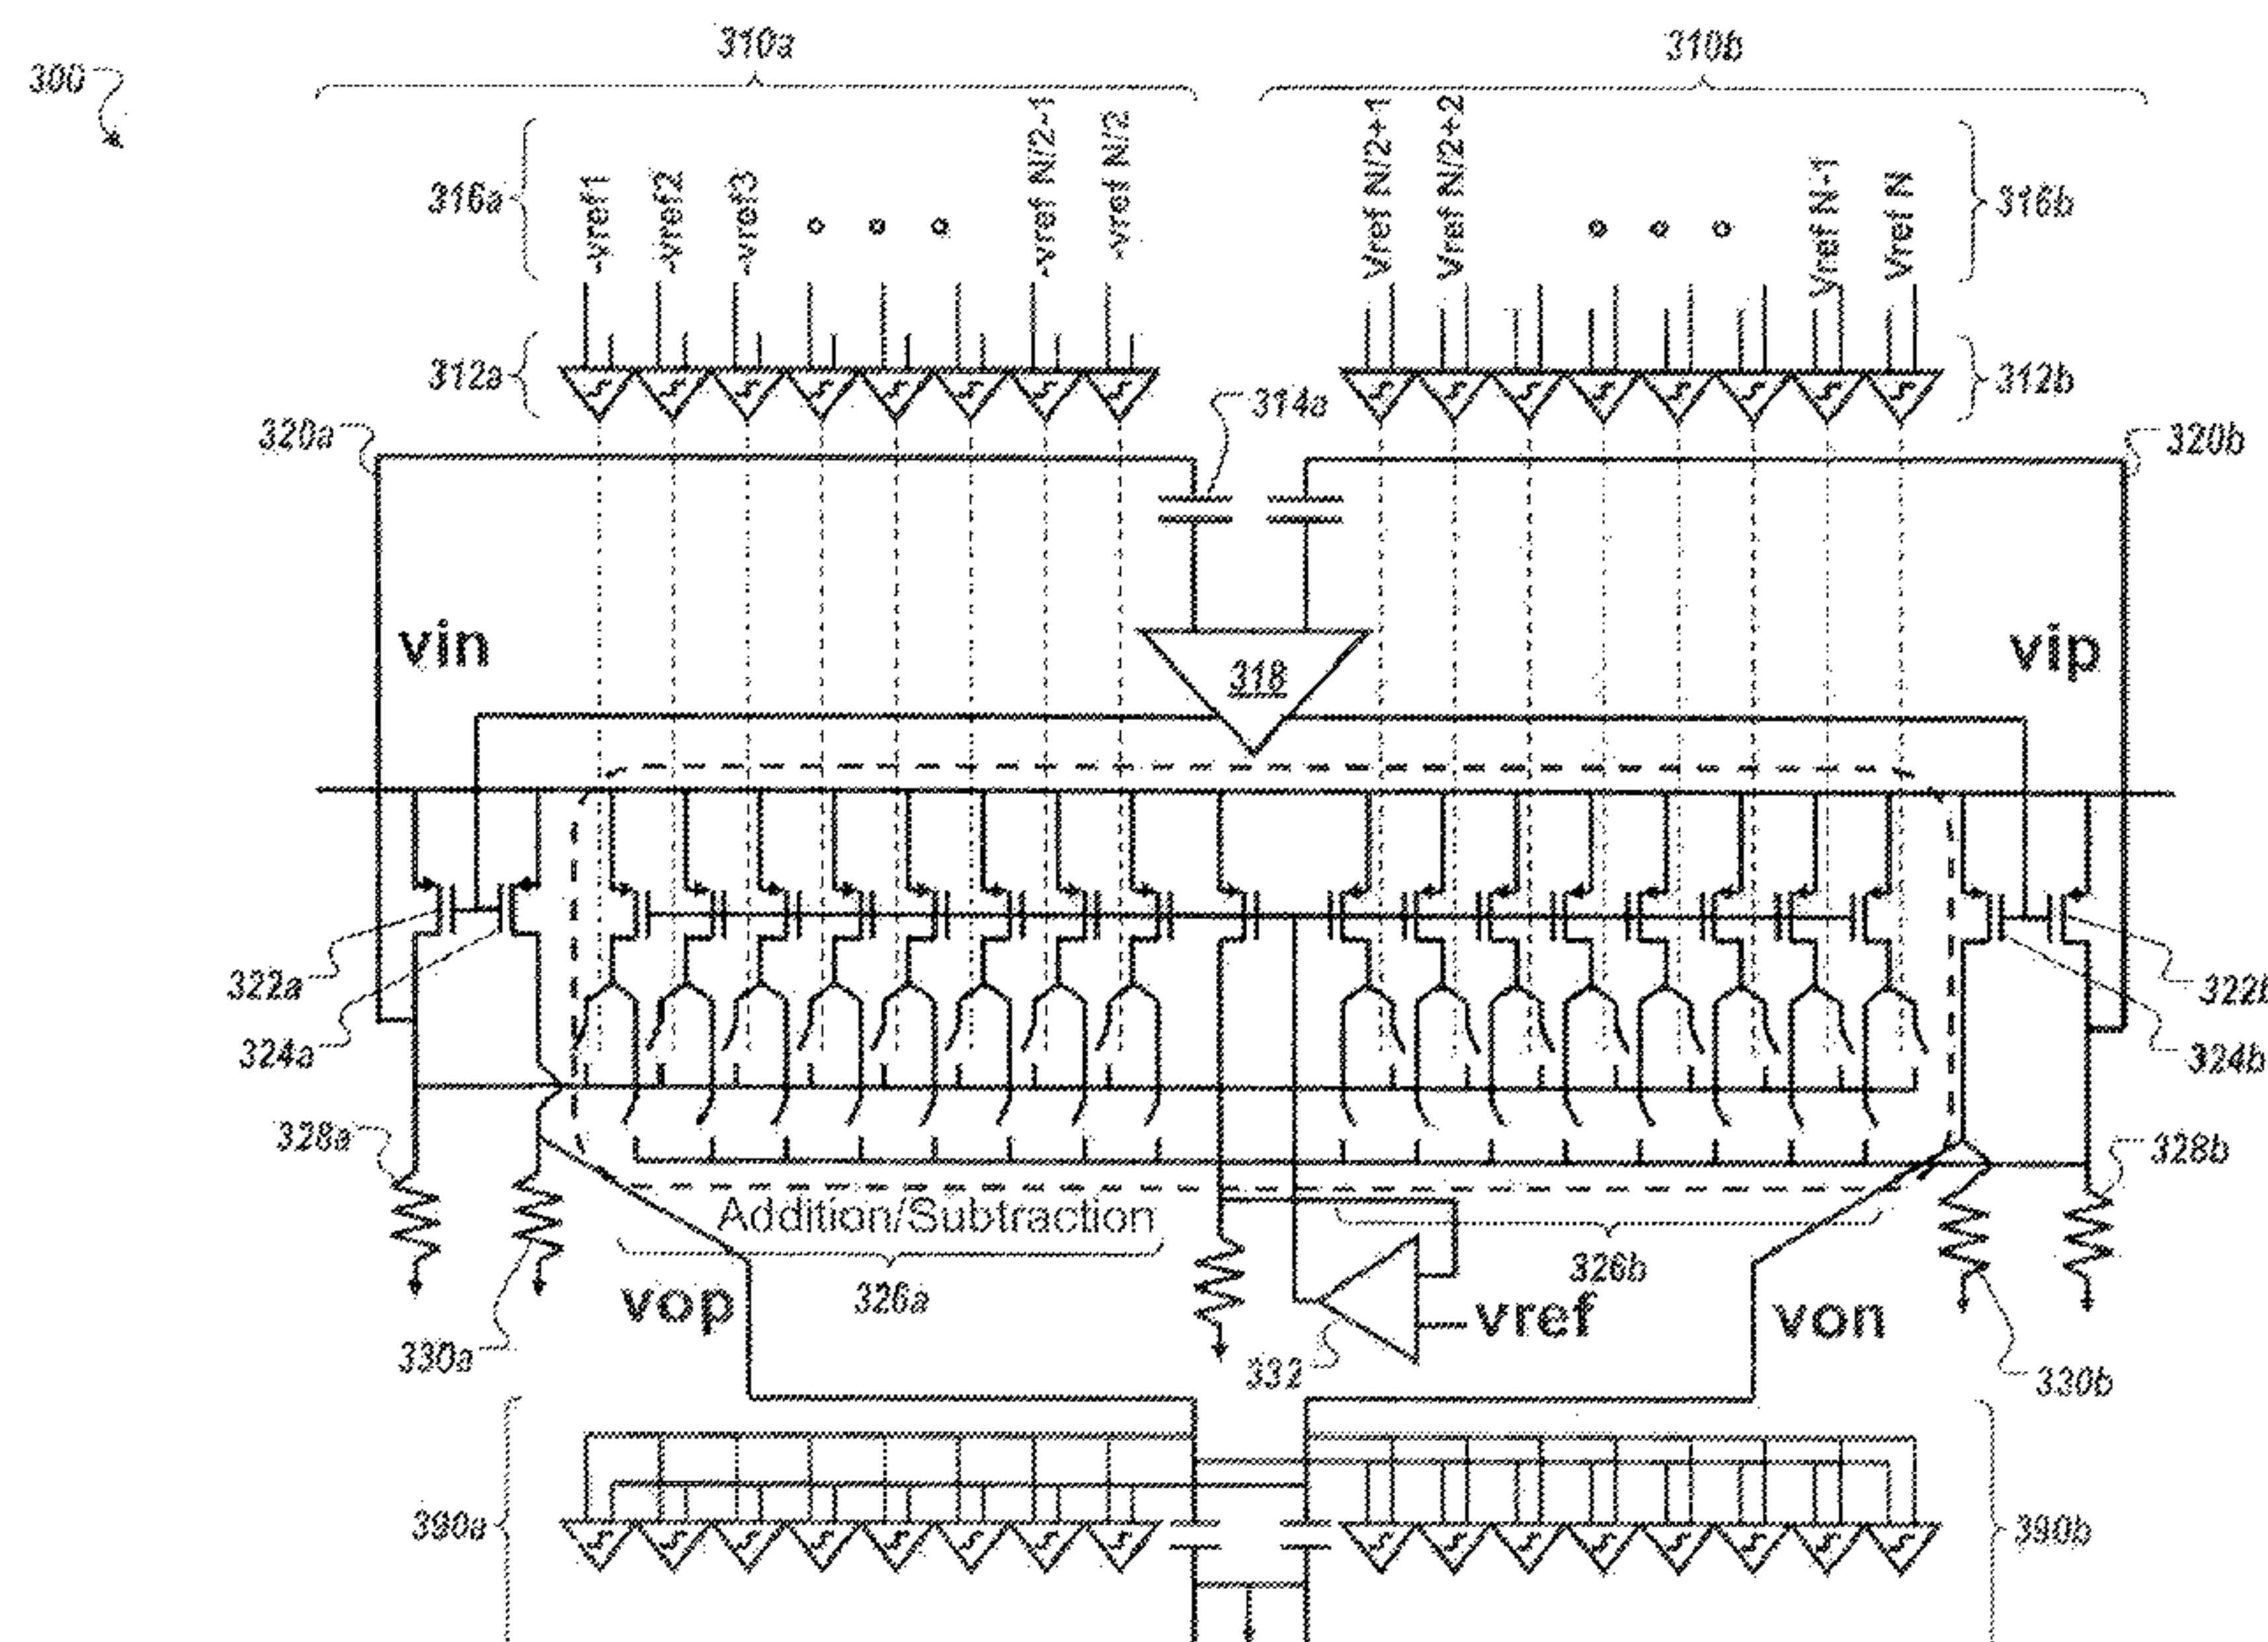 300
310a
310b
316a
-vref1
-vref2
-vref3
-vref N/2-1
-vref N/2
Vref N/2+1
Vref N/2+2
Vref N-1
Vref N
316b
312a
312b
314a
320a
320b
vin
vip
318
322a
322b
324a
324b
328a
328b
Addition/Subtraction
326a
326b
vop
vref
von
330a
332
330b
390a
390b